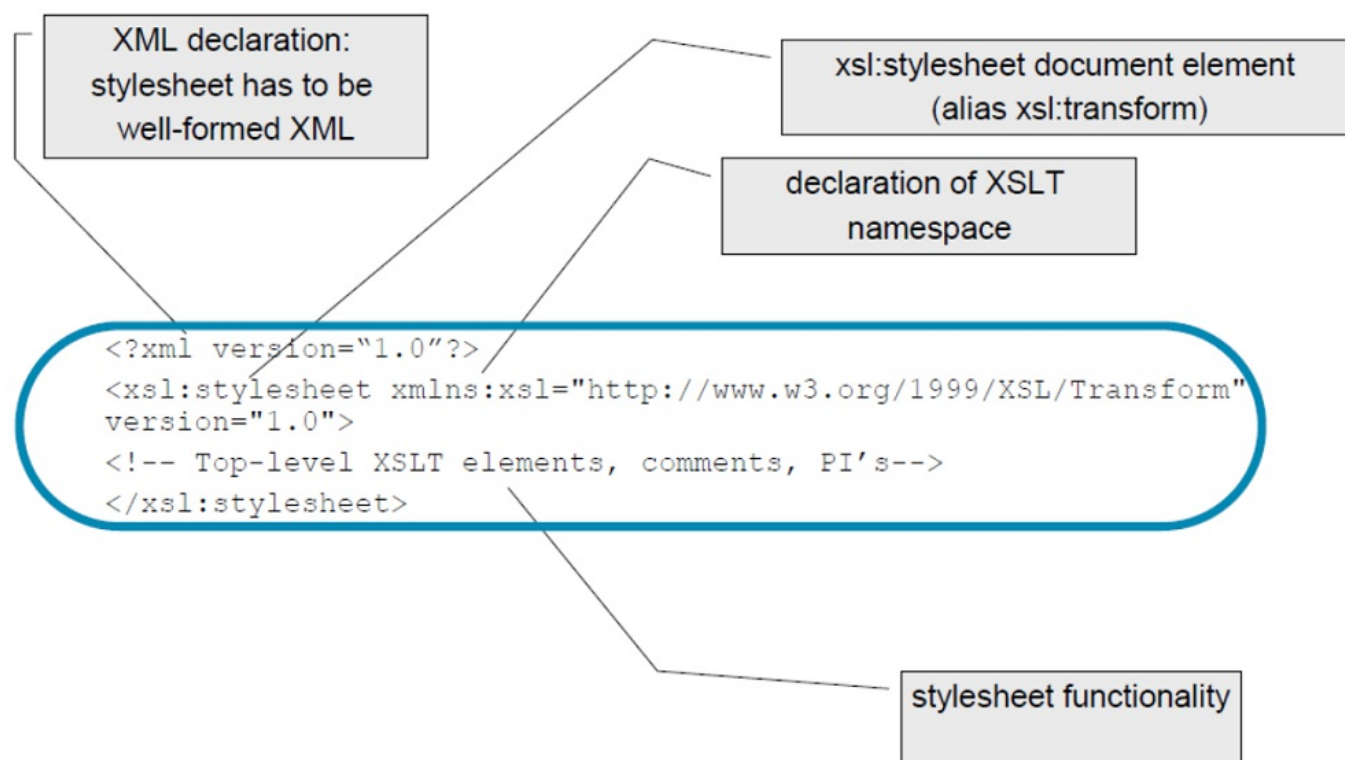 XML declaration:
stylesheet has to be
well-formed XML
xsl:stylesheet document element
(alias xsl:transform)
declaration of XSLT
namespace
<?xml version=“1.0”?>
<xsl:stylesheet xmlns:xsl="http://www.w3.org/1999/XSL/Transform"
version="1.0">
<!-- Top-level XSLT elements, comments, PI’s-->
</xsl:stylesheet>
stylesheet functionality